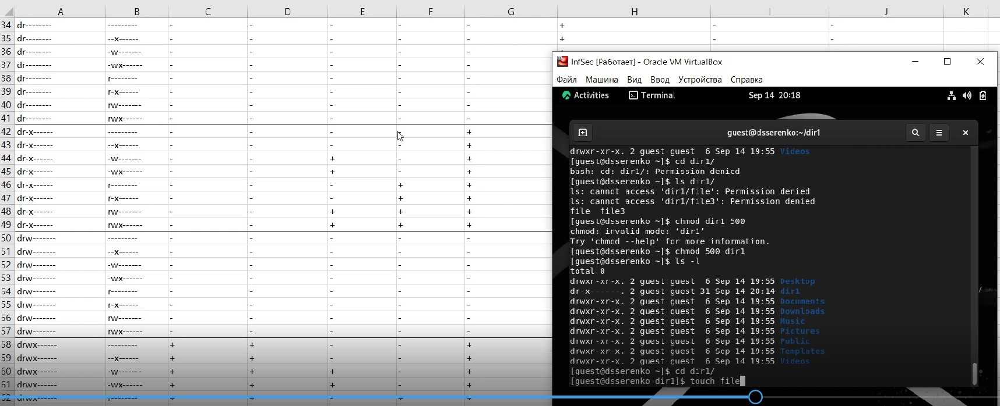 A B C D E F G H I J K
34 dr-------- --------- - - - - - + - -
35 dr-------- --x------ - - - - - + - -
36 dr-------- -w------- - - - - -
37 dr-------- -wx------ - - - - -
38 dr-------- r-------- - - - - -
39 dr-------- r-x------ - - - - -
40 dr-------- rw------- - - - - -
41 dr-------- rwx------ - - - - -
42 dr-x------ --------- - - - - +
43 dr-x------ --x------ - - - - +
44 dr-x------ -w------- - - + - +
45 dr-x------ -wx------ - - + - +
46 dr-x------ r-------- - - - + +
47 dr-x------ r-x------ - - - + +
48 dr-x------ rw------- - - + + +
49 dr-x------ rwx------ - - + + +
50 drw------- --------- - - - - -
51 drw------- --x------ - - - - -
52 drw------- -w------- - - - - -
53 drw------- -wx------ - - - - -
54 drw------- r-------- - - - - -
55 drw------- r-x------ - - - - -
56 drw------- rw------- - - - - -
57 drw------- rwx------ - - - - -
58 drwx------ --------- + + - - +
59 drwx------ --x------ + + - - +
60 drwx------ -w------- + + + - +
61 drwx------ -wx------ + + + - +
InfSec [Работает] - Oracle VM VirtualBox
Файл Машина Вид Ввод Устройства Справка
Activities Terminal Sep 14 20:18
guest@dsserenko:~/dir1
drwxr-xr-x. 2 guest guest 6 Sep 14 19:55 Videos
[guest@dsserenko ~]$ cd dir1/
bash: cd: dir1/: Permission denied
[guest@dsserenko ~]$ ls dir1/
ls: cannot access 'dir1/file': Permission denied
ls: cannot access 'dir1/file3': Permission denied
file file3
[guest@dsserenko ~]$ chmod dir1 500
chmod: invalid mode: ‘dir1’
Try 'chmod --help' for more information.
[guest@dsserenko ~]$ chmod 500 dir1
[guest@dsserenko ~]$ ls -l
total 0
drwxr-xr-x. 2 guest guest 6 Sep 14 19:55 Desktop
dr-x------. 2 guest guest 31 Sep 14 20:14 dir1
drwxr-xr-x. 2 guest guest 6 Sep 14 19:55 Documents
drwxr-xr-x. 2 guest guest 6 Sep 14 19:55 Downloads
drwxr-xr-x. 2 guest guest 6 Sep 14 19:55 Music
drwxr-xr-x. 2 guest guest 6 Sep 14 19:55 Pictures
drwxr-xr-x. 2 guest guest 6 Sep 14 19:55 Public
drwxr-xr-x. 2 guest guest 6 Sep 14 19:55 Templates
drwxr-xr-x. 2 guest guest 6 Sep 14 19:55 Videos
[guest@dsserenko ~]$ cd dir1/
[guest@dsserenko dir1]$ touch file